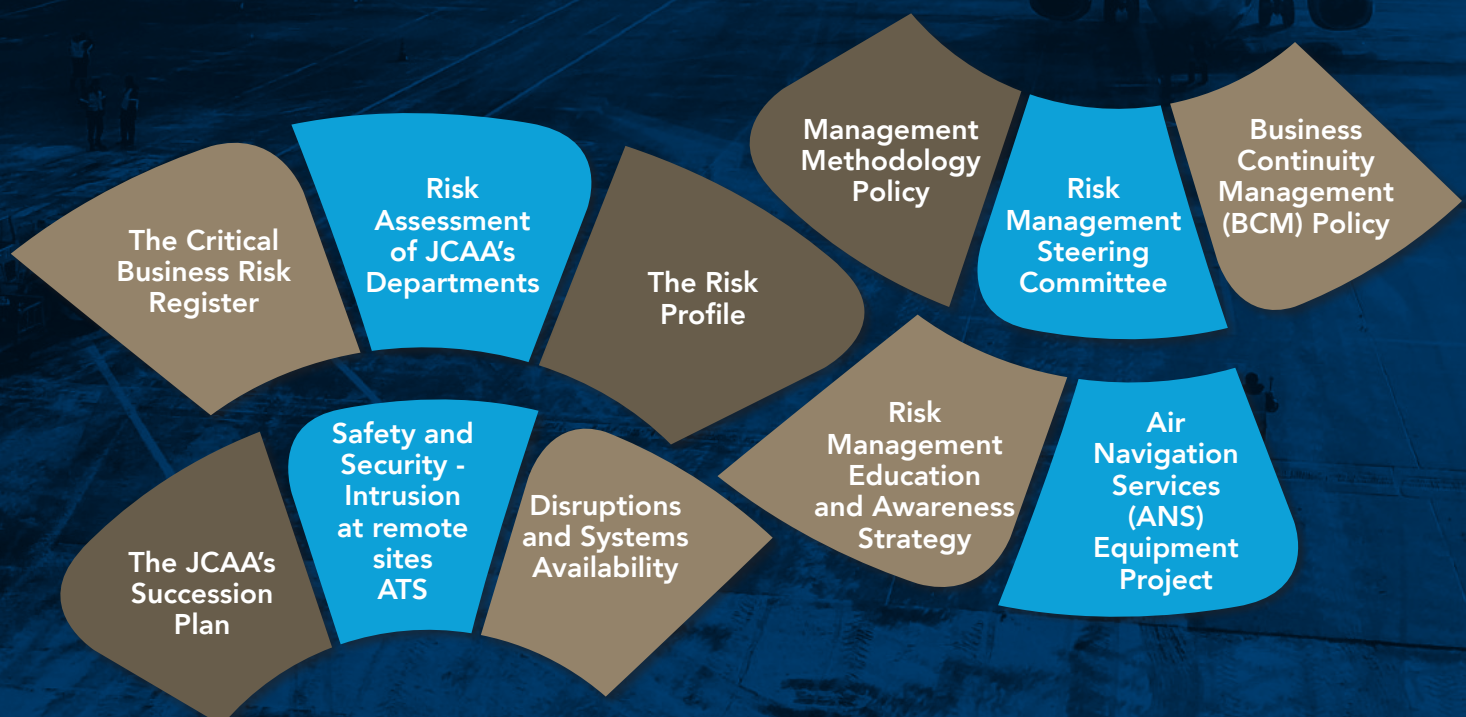 The Critical
Business Risk
Register
Risk
Assessment
of JCAA's
Departments
The Risk
Profile
Management
Methodology
Policy
Risk
Management
Steering
Committee
Business
Continuity
Management
(BCM) Policy
The JCAA's
Succession
Plan
Safety and
Security -
Intrusion
at remote
sites
ATS
Disruptions
and Systems
Availability
Risk
Management
Education
and Awareness
Strategy
Air
Navigation
Services
(ANS)
Equipment
Project